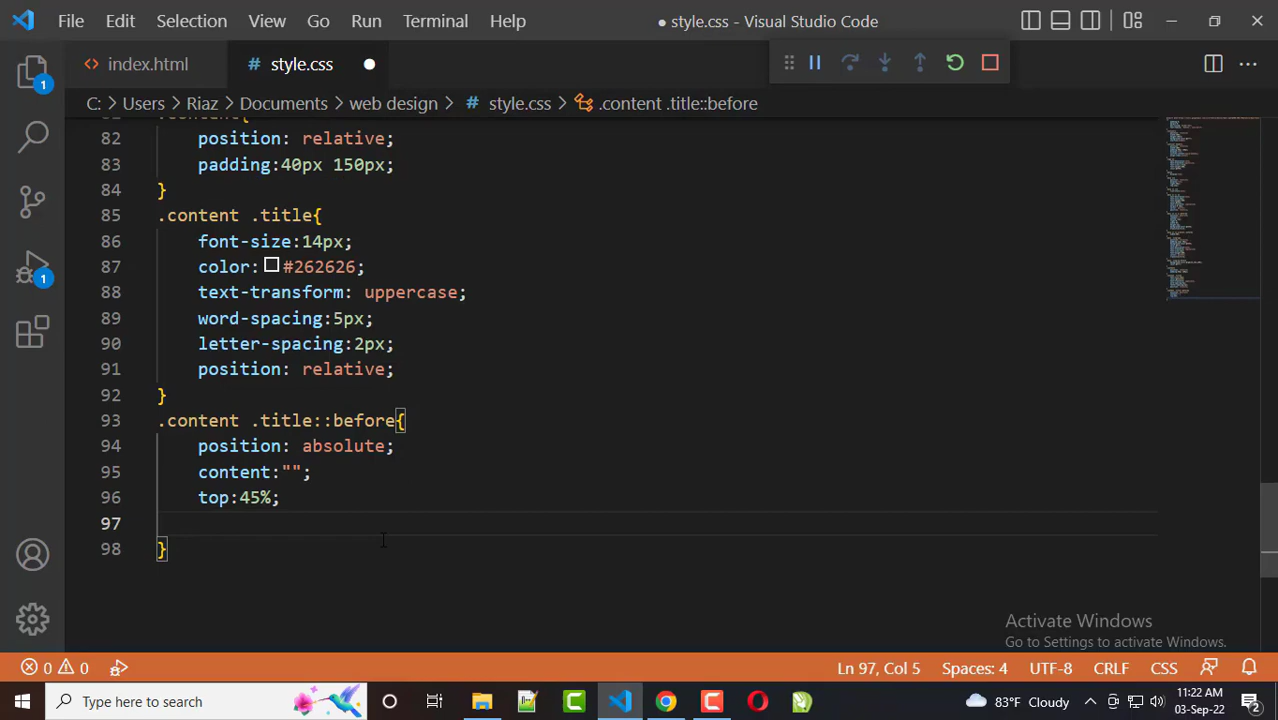 File Edit Selection View Go Run Terminal Help
● style.css - Visual Studio Code
index.html
# style.css ●
C: > Users > Riaz > Documents > web design > # style.css > .content .title::before
81 .content{
82 position: relative;
83 padding:40px 150px;
84 }
85 .content .title{
86 font-size:14px;
87 color: #262626;
88 text-transform: uppercase;
89 word-spacing:5px;
90 letter-spacing:2px;
91 position: relative;
92 }
93 .content .title::before{
94 position: absolute;
95 content:"";
96 top:45%;
97
98 }
1
1
Activate Windows
Go to Settings to activate Windows.
0 0
Ln 97, Col 5 Spaces: 4 UTF-8 CRLF CSS
Type here to search
83°F Cloudy
11:22 AM
03-Sep-22
2